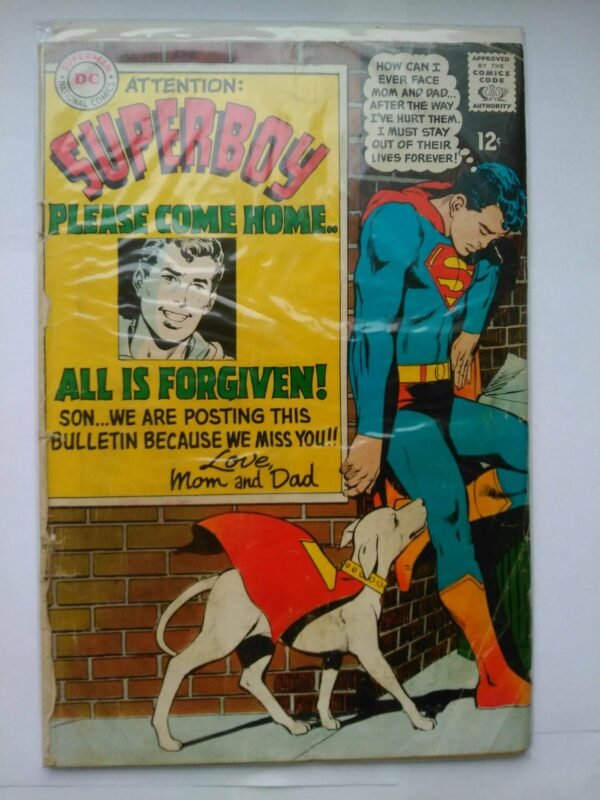 SUPERMAN
DC
NATIONAL COMICS
ATTENTION:
SUPERBOY
PLEASE COME HOME..
ALL IS FORGIVEN!
SON...WE ARE POSTING THIS
BULLETIN BECAUSE WE MISS YOU!!
Love,
Mom and Dad
HOW CAN I
EVER FACE
MOM AND DAD...
AFTER THE WAY
I'VE HURT THEM.
I MUST STAY
OUT OF THEIR
LIVES FOREVER!
APPROVED
BY THE
COMICS
CODE
AUTHORITY
12¢
S